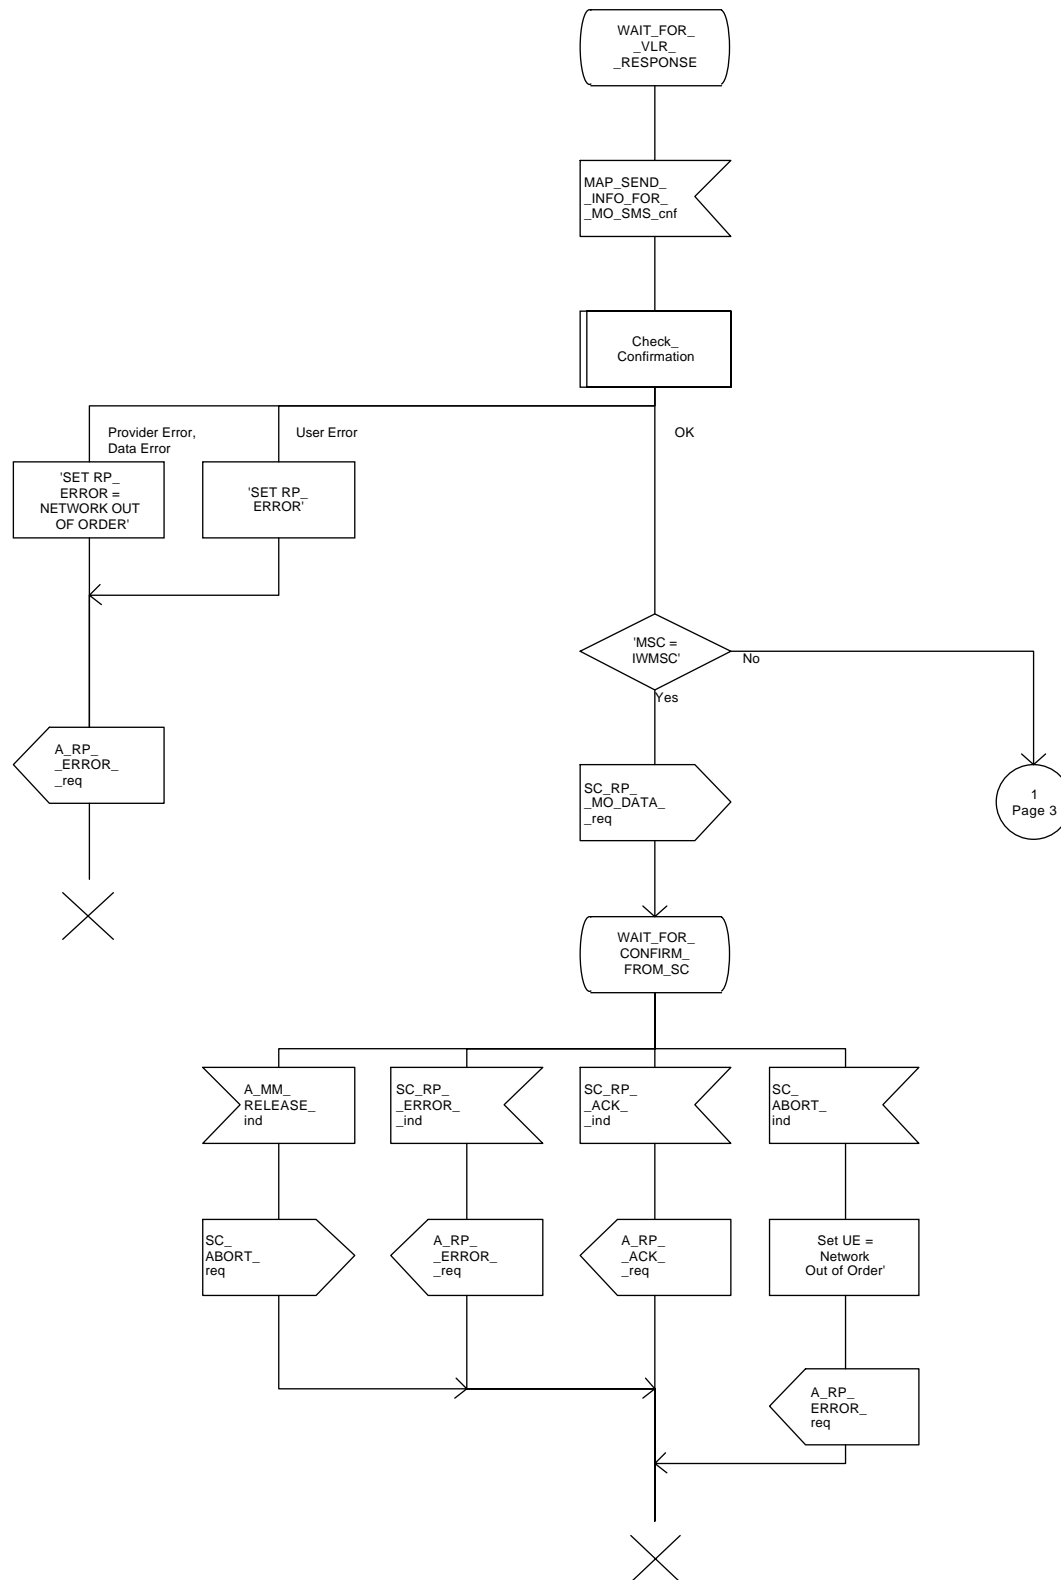 WAIT_FOR_
_VLR_
_RESPONSE
MAP_SEND_
_INFO_FOR_
_MO_SMS_cnf
Check_
Confirmation
Provider Error,
Data Error
User Error
OK
'SET RP_
ERROR =
NETWORK OUT
OF ORDER'
'SET RP_
ERROR'
'MSC =
IWMSC'
No
Yes
A_RP_
_ERROR_
_req
SC_RP_
_MO_DATA_
_req
1
Page 3
WAIT_FOR_
CONFIRM_
FROM_SC
A_MM_
RELEASE_
ind
SC_RP_
_ERROR_
_ind
SC_RP_
_ACK_
_ind
SC_
ABORT_
ind
SC_
ABORT_
req
A_RP_
_ERROR_
_req
A_RP_
_ACK_
_req
Set UE =
Network
Out of Order'
A_RP_
ERROR_
req